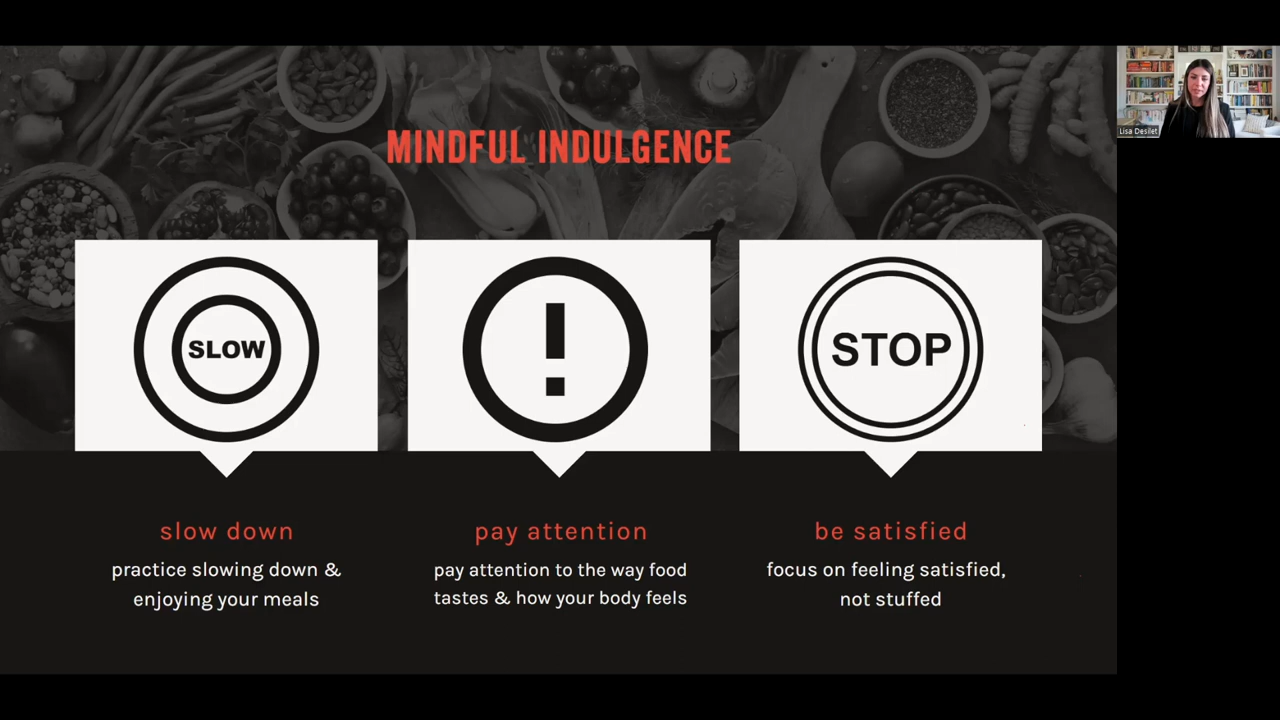 MINDFUL INDULGENCE
Lisa Desilet
SLOW
!
STOP
slow down
practice slowing down &
enjoying your meals
pay attention
pay attention to the way food
tastes & how your body feels
be satisfied
focus on feeling satisfied,
not stuffed